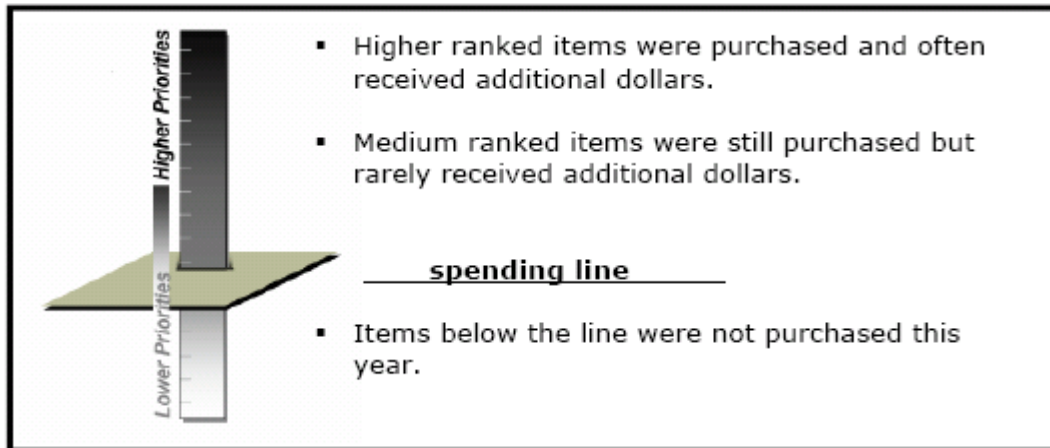 Higher Priorities
Lower Priorities
▪ Higher ranked items were purchased and often
received additional dollars.
▪ Medium ranked items were still purchased but
rarely received additional dollars.
spending line
▪ Items below the line were not purchased this
year.